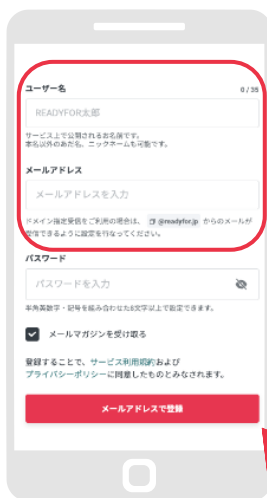 ユーザー名 0 / 35
READYFOR太郎
サービス上で公開されるお名前です。
本名以外のあだ名、ニックネームも可能です。
メールアドレス
メールアドレスを入力
ドメイン指定受信をご利用の場合は、 @readyfor.jp からのメールが
受信できるように設定を行なってください。
パスワード
パスワードを入力
半角英数字・記号を組み合わせた8文字以上で設定できます。
メールマガジンを受け取る
登録することで、サービス利用規約および
プライバシーポリシーに同意したものとみなされます。
メールアドレスで登録